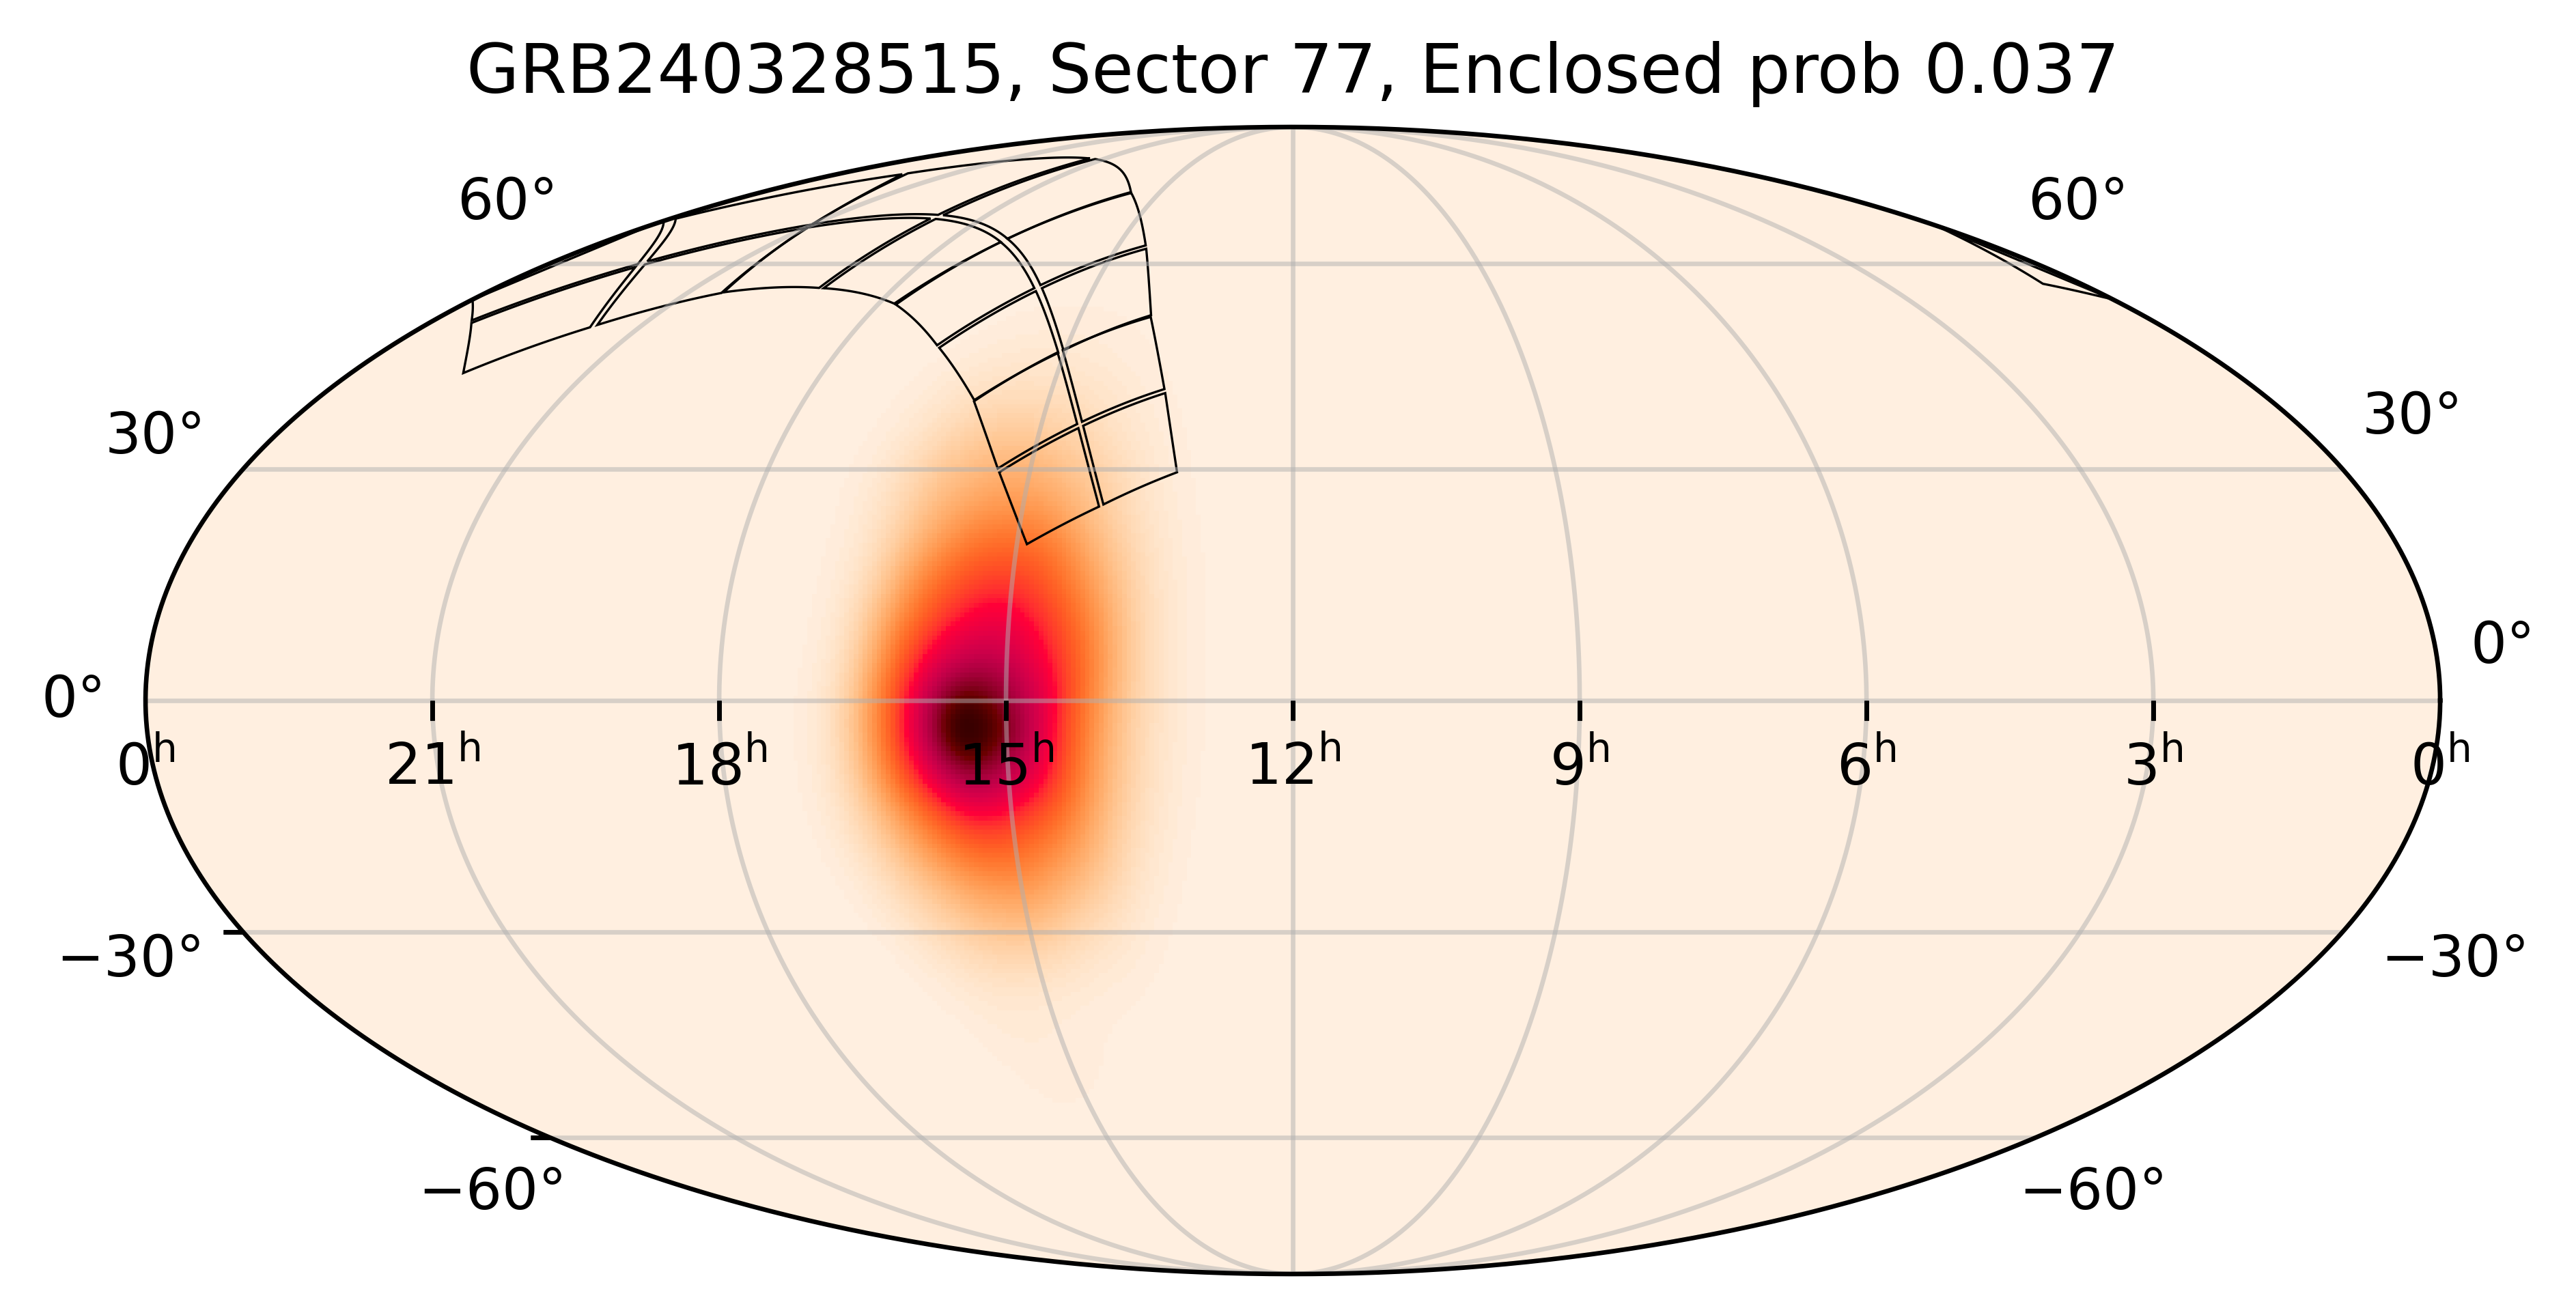 GRB240328515, Sector 77, Enclosed prob 0.037
60° 60°
30° 30°
0° 0°
0h 21h 18h 15h 12h 9h 6h 3h 0h
−30° −30°
−60° −60°